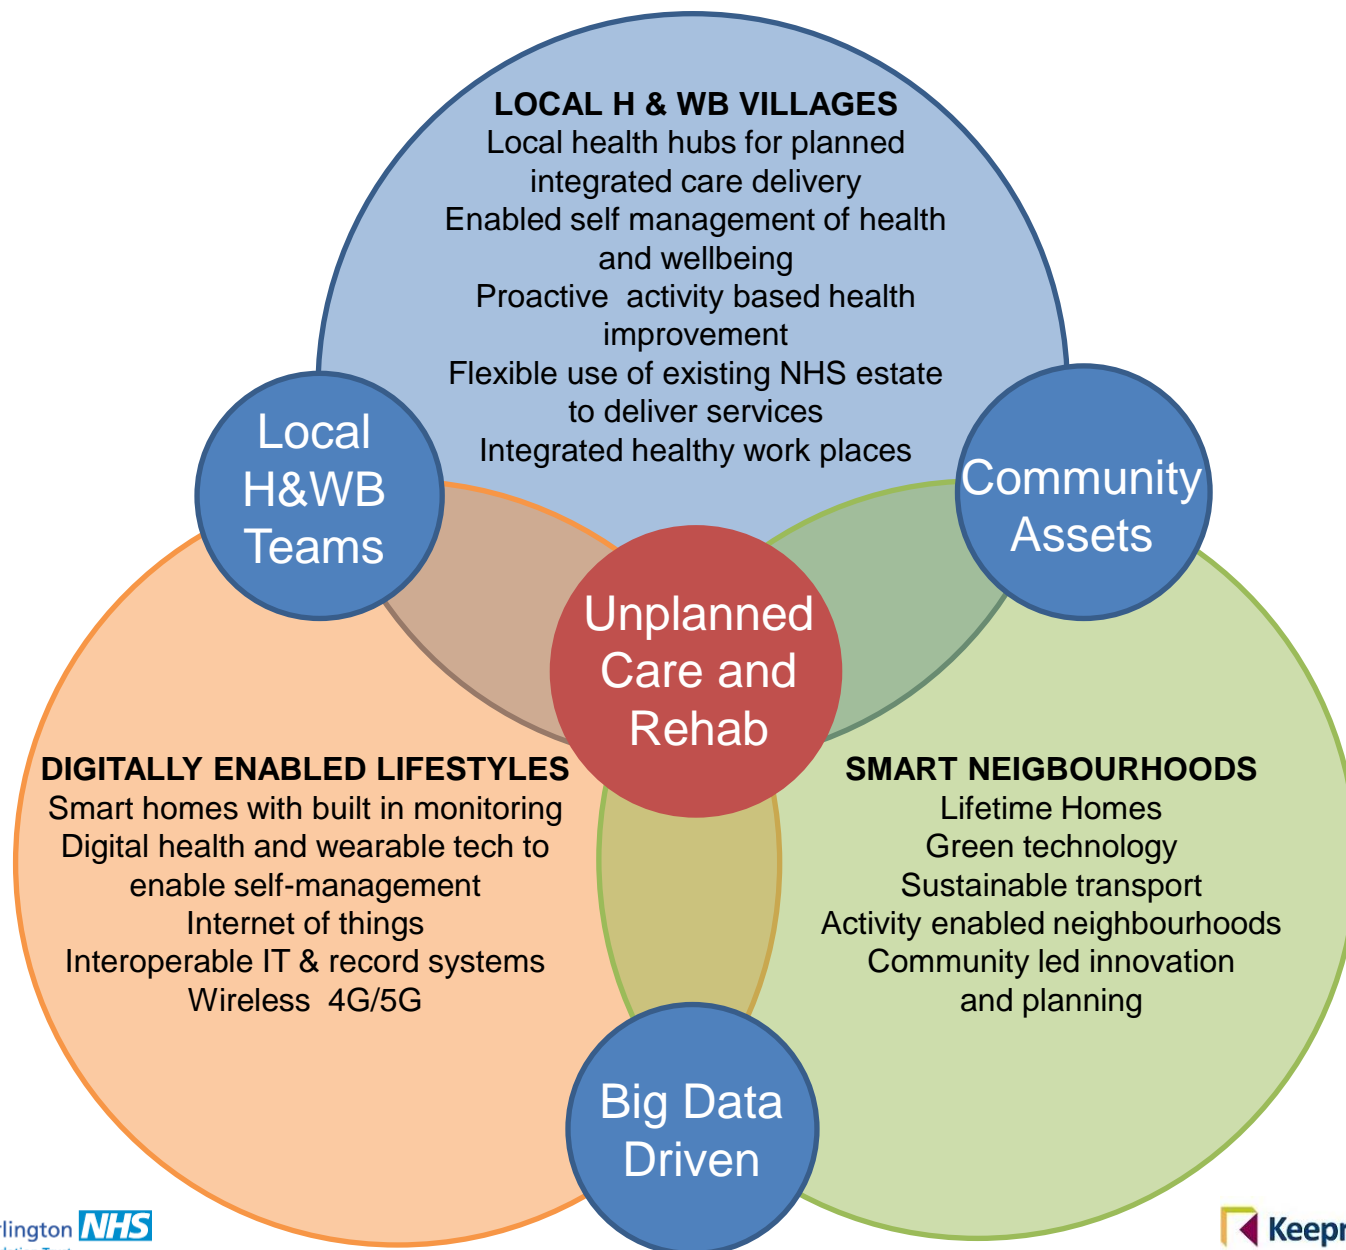 LOCAL H & WB VILLAGES
Local health hubs for planned
integrated care delivery
Enabled self management of health
and wellbeing
Proactive  activity based health
improvement
Flexible use of existing NHS estate
to deliver services
Integrated healthy work places
Local
H&WB
Teams
Community
Assets
Unplanned
Care and
Rehab
DIGITALLY ENABLED LIFESTYLES
Smart homes with built in monitoring
Digital health and wearable tech to
enable self-management
Internet of things
Interoperable IT & record systems
Wireless  4G/5G
SMART NEIGBOURHOODS
Lifetime Homes
Green technology
Sustainable transport
Activity enabled neighbourhoods
Community led innovation
and planning
Big Data
Driven
rlington NHS
Keepm